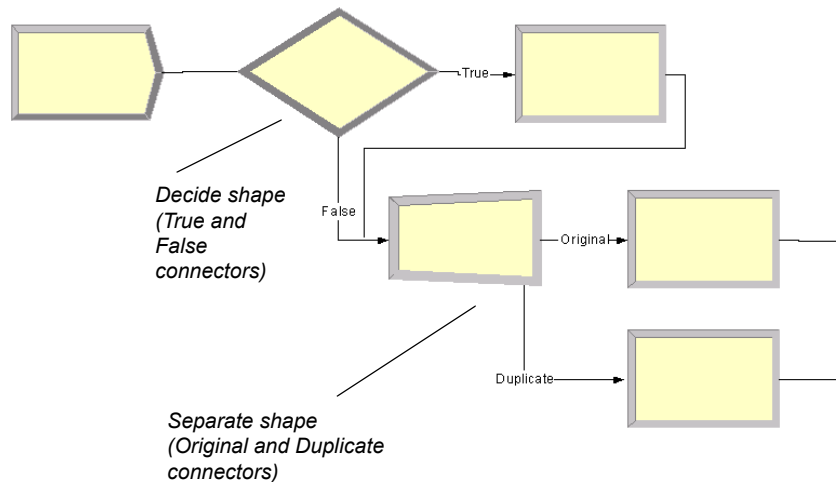 True
Decide shape
(True and
False
connectors)
False
Original
Duplicate
Separate shape
(Original and Duplicate
connectors)